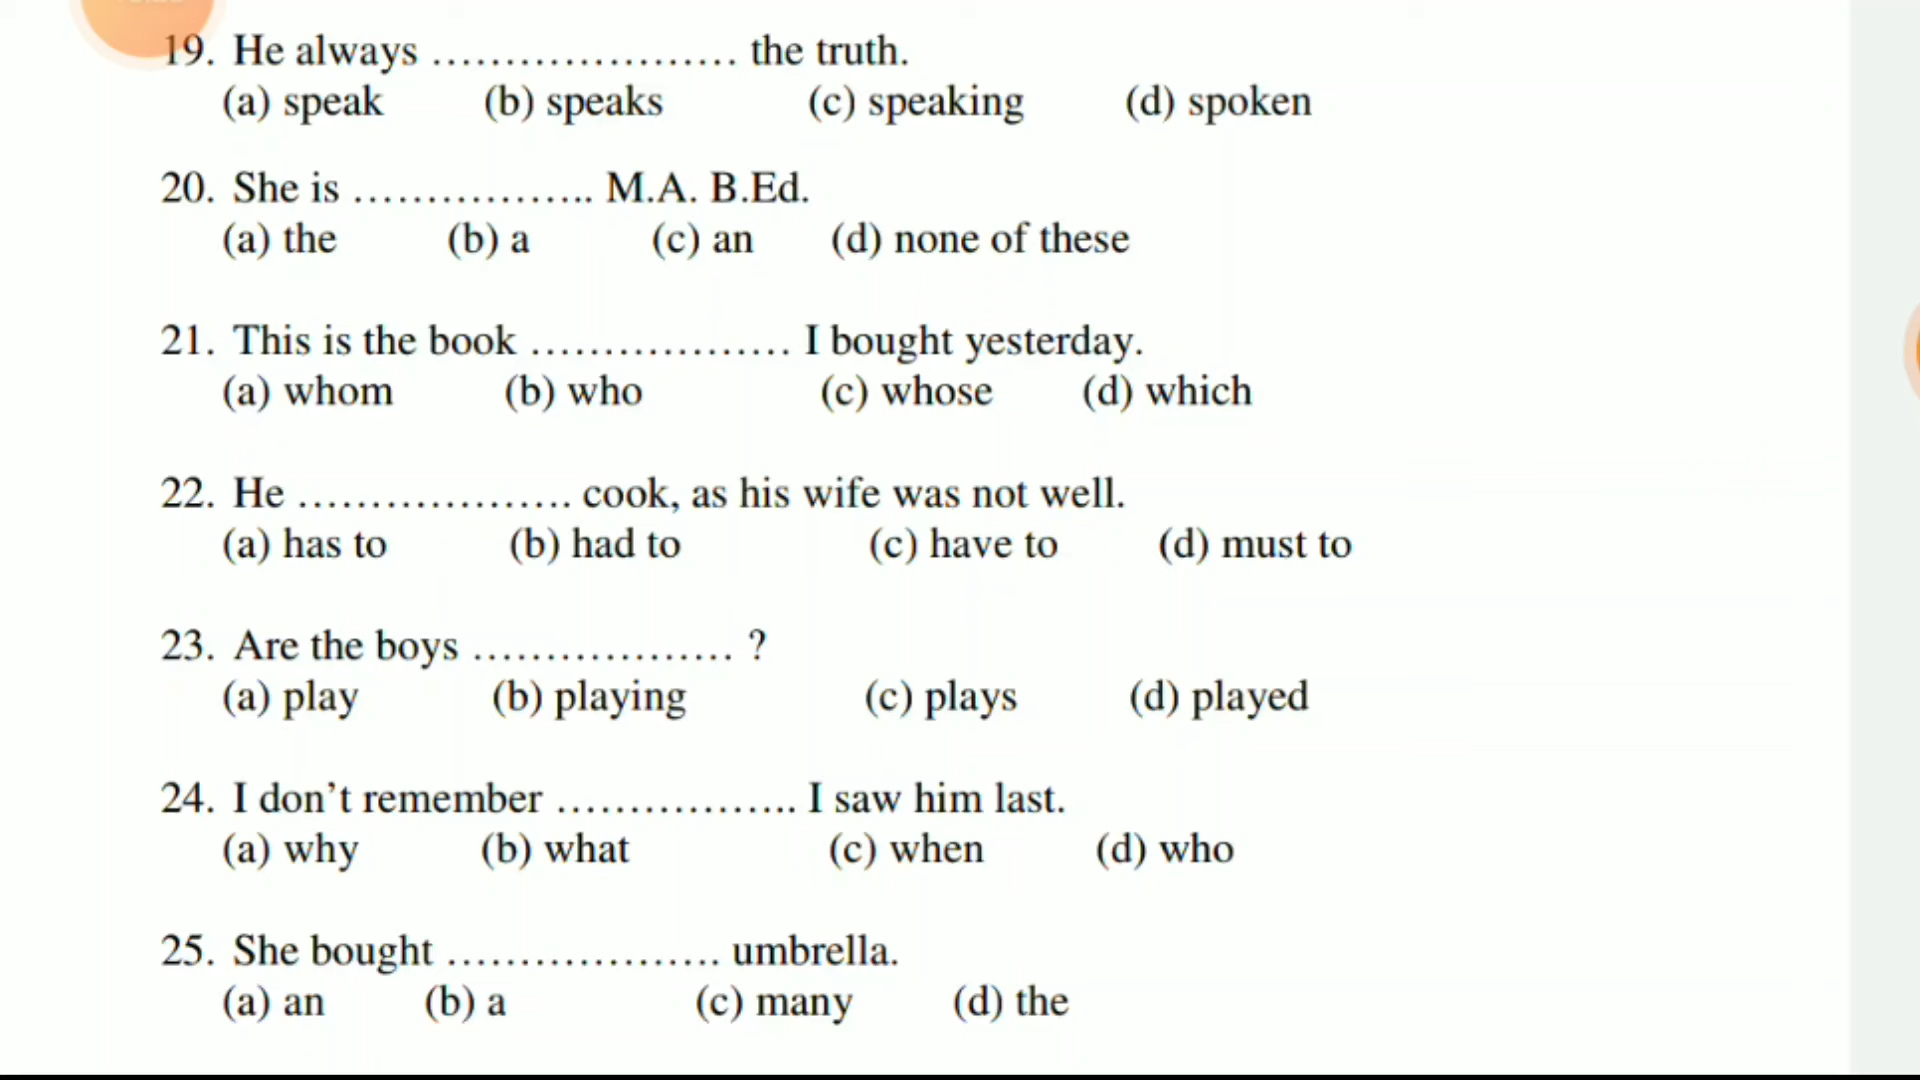 19. He always ..................... the truth.
(a) speak (b) speaks (c) speaking (d) spoken
20. She is ................. M.A. B.Ed.
(a) the (b) a (c) an (d) none of these
21. This is the book .................. I bought yesterday.
(a) whom (b) who (c) whose (d) which
22. He ................... cook, as his wife was not well.
(a) has to (b) had to (c) have to (d) must to
23. Are the boys .................. ?
(a) play (b) playing (c) plays (d) played
24. I don't remember ................. I saw him last.
(a) why (b) what (c) when (d) who
25. She bought ................... umbrella.
(a) an (b) a (c) many (d) the